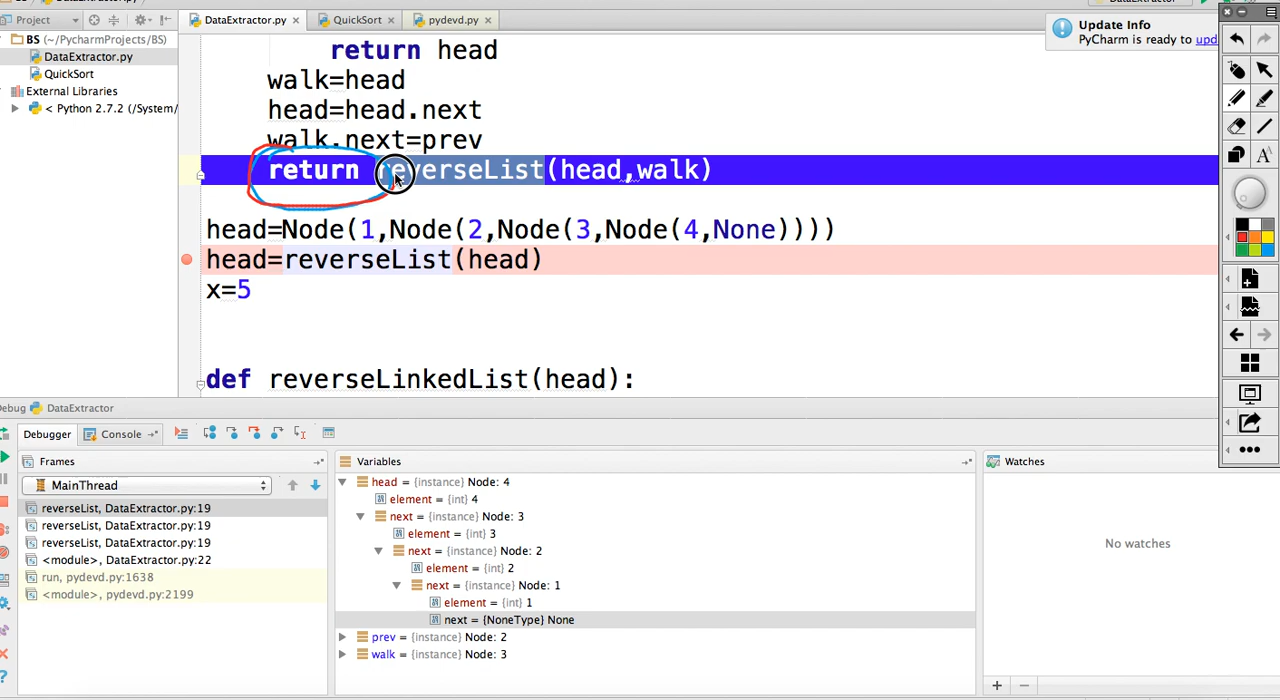 DataExtractor.py
DataExtractor
Project
DataExtractor.py
QuickSort
pydevd.py
BS (~/PycharmProjects/BS)
DataExtractor.py
QuickSort
External Libraries
< Python 2.7.2 (/System/
Update Info
PyCharm is ready to upd
return head
walk=head
head=head.next
walk.next=prev
return reverseList(head,walk)
head=Node(1,Node(2,Node(3,Node(4,None))))
head=reverseList(head)
x=5
def reverseLinkedList(head):
Debug DataExtractor
Debugger
Console
Frames
Variables
Watches
MainThread
reverseList, DataExtractor.py:19
reverseList, DataExtractor.py:19
reverseList, DataExtractor.py:19
<module>, DataExtractor.py:22
run, pydevd.py:1638
<module>, pydevd.py:2199
head = {instance} Node: 4
element = {int} 4
next = {instance} Node: 3
element = {int} 3
next = {instance} Node: 2
element = {int} 2
next = {instance} Node: 1
element = {int} 1
next = {NoneType} None
prev = {instance} Node: 2
walk = {instance} Node: 3
No watches